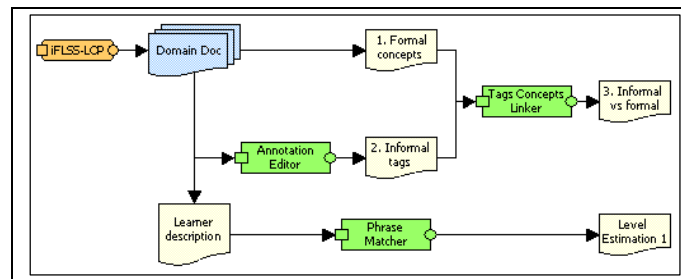 iFLSS-LCP
Domain Doc
1. Formal
concepts
Tags Concepts
Linker
3. Informal
vs formal
Annotation
Editor
2. Informal
tags
Learner
description
Phrase
Matcher
Level
Estimation 1